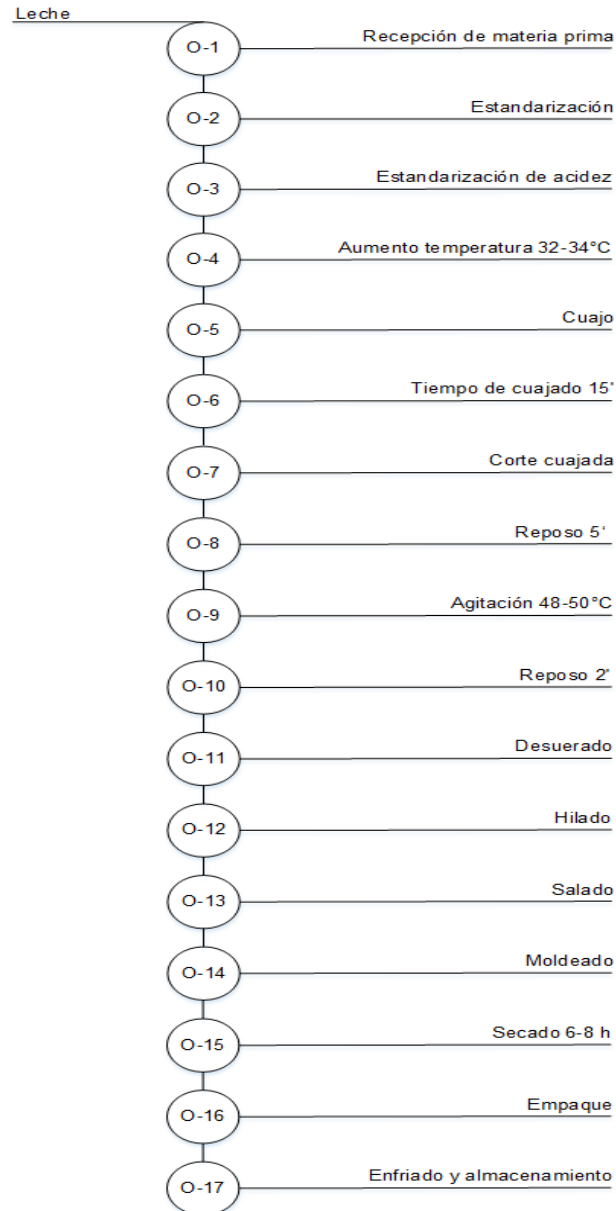 Leche
O-1
Recepción de materia prima
O-2
Estandarización
O-3
Estandarización de acidez
O-4
Aumento temperatura 32-34°C
O-5
Cuajo
O-6
Tiempo de cuajado 15'
O-7
Corte cuajada
O-8
Reposo 5'
O-9
Agitación 48-50°C
O-10
Reposo 2'
O-11
Desuerado
O-12
Hilado
O-13
Salado
O-14
Moldeado
O-15
Secado 6-8 h
O-16
Empaque
O-17
Enfriado y almacenamiento